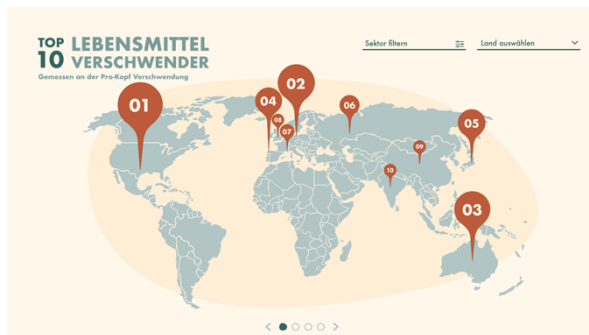 TOP 10 LEBENSMITTEL
VERSCHWENDER
Gemessen an der Pro-Kopf Verschwendung
Sektor filtern
Land auswählen
01
02
03
04
05
06
07
08
09
10